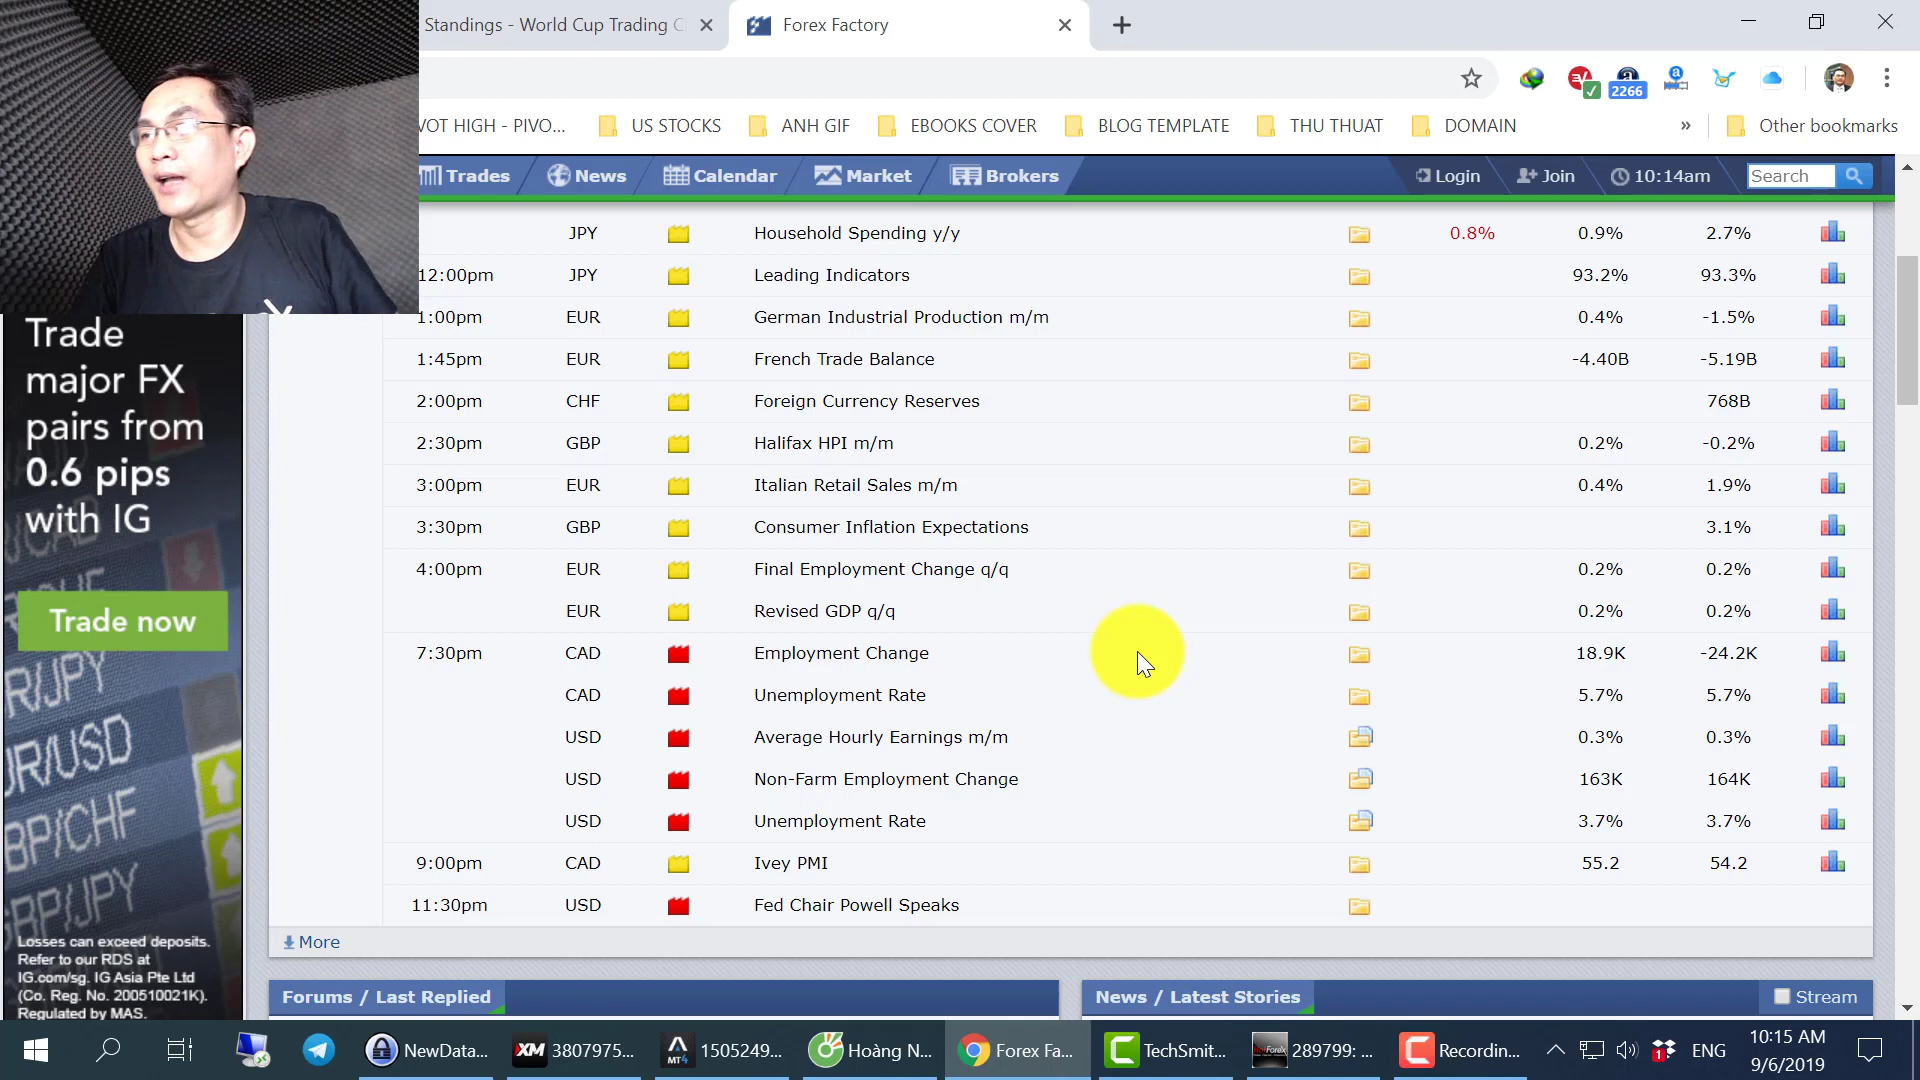 Standings - World Cup Trading C
Forex Factory
2266
VOT HIGH - PIVO...
US STOCKS
ANH GIF
EBOOKS COVER
BLOG TEMPLATE
THU THUAT
DOMAIN
»
Other bookmarks
Trades
News
Calendar
Market
Brokers
Login
Join
10:14am
Search
JPY Household Spending y/y 0.8% 0.9% 2.7%
12:00pm JPY Leading Indicators 93.2% 93.3%
1:00pm EUR German Industrial Production m/m 0.4% -1.5%
1:45pm EUR French Trade Balance -4.40B -5.19B
2:00pm CHF Foreign Currency Reserves 768B
2:30pm GBP Halifax HPI m/m 0.2% -0.2%
3:00pm EUR Italian Retail Sales m/m 0.4% 1.9%
3:30pm GBP Consumer Inflation Expectations 3.1%
4:00pm EUR Final Employment Change q/q 0.2% 0.2%
EUR Revised GDP q/q 0.2% 0.2%
7:30pm CAD Employment Change 18.9K -24.2K
CAD Unemployment Rate 5.7% 5.7%
USD Average Hourly Earnings m/m 0.3% 0.3%
USD Non-Farm Employment Change 163K 164K
USD Unemployment Rate 3.7% 3.7%
9:00pm CAD Ivey PMI 55.2 54.2
11:30pm USD Fed Chair Powell Speaks
More
Forums / Last Replied
News / Latest Stories
Stream
Trade
major FX
pairs from
0.6 pips
with IG
Trade now
R/JPY
UR/USD
BP/CHF
BP/JPY
Losses can exceed deposits.
Refer to our RDS at
IG.com/sg. IG Asia Pte Ltd
(Co. Reg. No. 200510021K).
Regulated by MAS.
NewData...
XM 3807975...
MT4 1505249...
Hoàng N...
Forex Fa...
TechSmit...
289799: ...
Recordin...
1
ENG
10:15 AM
9/6/2019